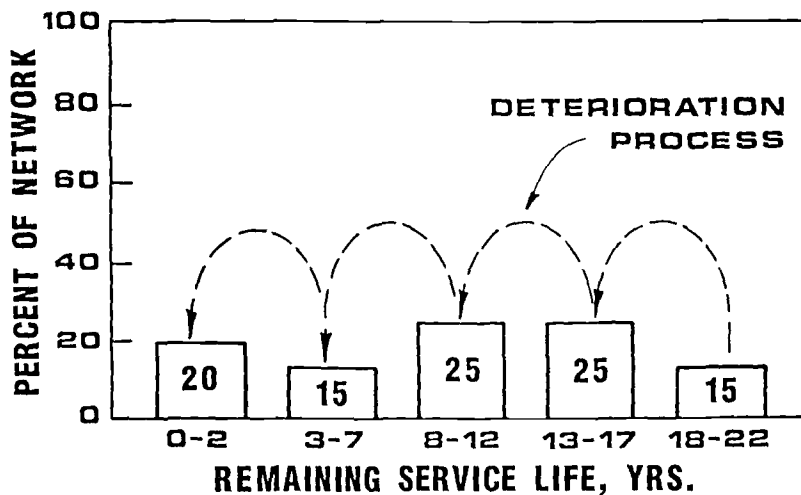 PERCENT OF NETWORK
100
80
60
40
20
0
DETERIORATION
PROCESS
20
15
25
25
15
0-2 3-7 8-12 13-17 18-22
REMAINING SERVICE LIFE, YRS.